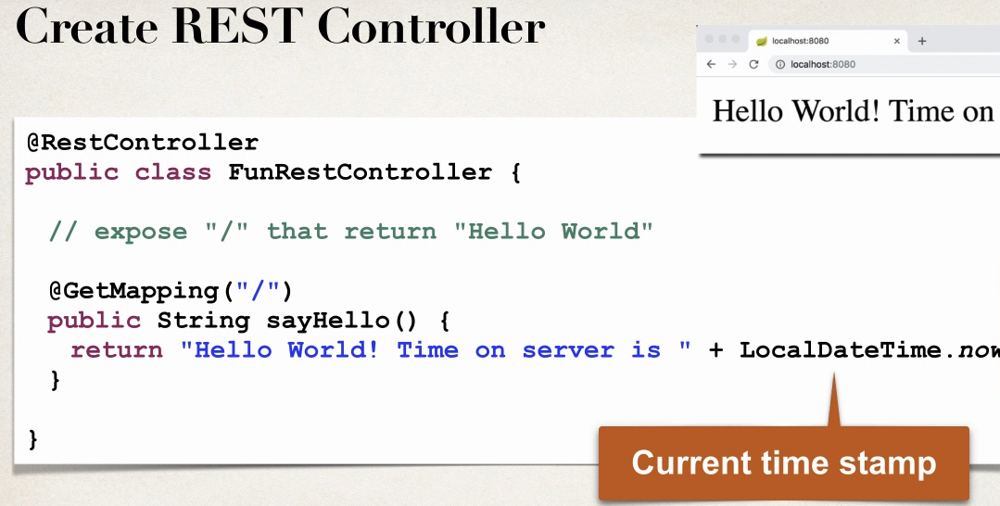 Create REST Controller
localhost:8080
localhost:8080
Hello World! Time on
@RestController
public class FunRestController {
// expose "/" that return "Hello World"
@GetMapping("/")
public String sayHello() {
return "Hello World! Time on server is " + LocalDateTime.now
}
}
Current time stamp